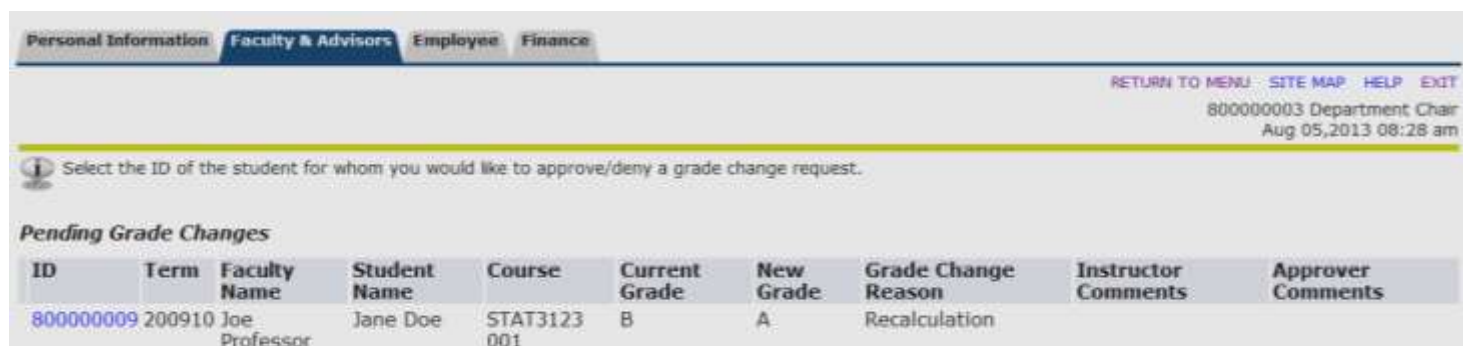 Personal Information Faculty & Advisors Employee Finance
RETURN TO MENU SITE MAP HELP EXIT
800000003 Department Chair
Aug 05,2013 08:28 am
Select the ID of the student for whom you would like to approve/deny a grade change request.
Pending Grade Changes
ID Term Faculty Name Student Name Course Current Grade New Grade Grade Change Reason Instructor Comments Approver Comments
800000009 200910 Joe Professor Jane Doe STAT3123 001 B A Recalculation